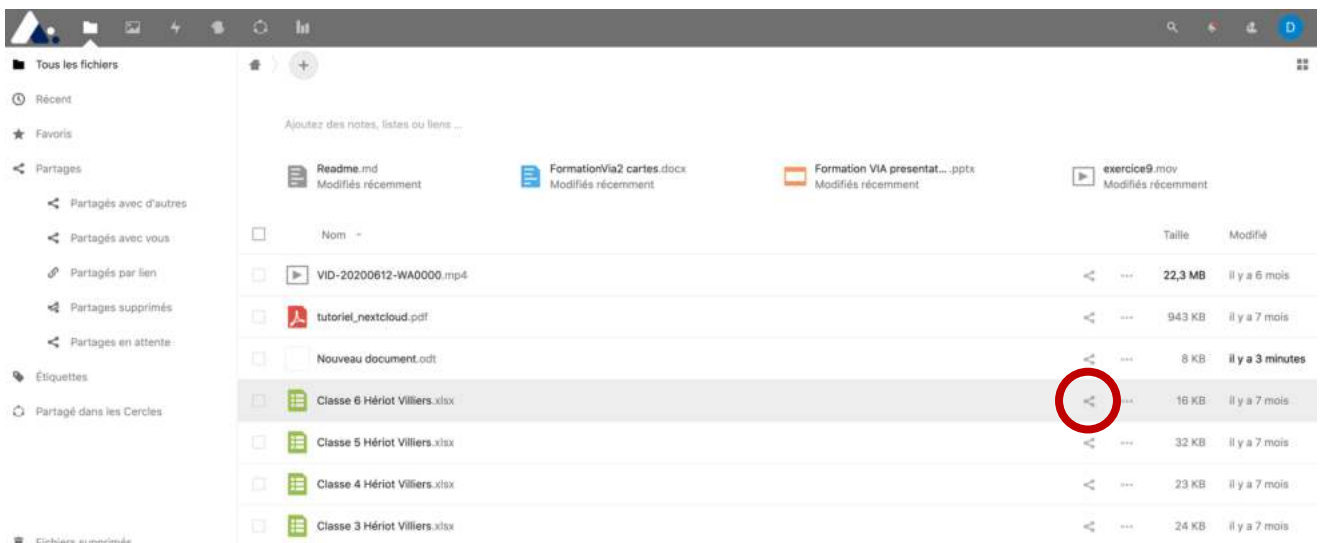 D
Tous les fichiers
Récent
Favoris
Partages
Partagés avec d'autres
Partagés avec vous
Partagés par lien
Partages supprimés
Partages en attente
Étiquettes
Partagé dans les Cercles
Fichiers supprimés
Ajoutez des notes, listes ou liens ...
Readme.md
Modifiés récemment
FormationVia2 cartes.docx
Modifiés récemment
Formation VIA presentat... .pptx
Modifiés récemment
exercice9.mov
Modifiés récemment
Nom Taille Modifié
VID-20200612-WA0000.mp4 22,3 MB il y a 6 mois
tutoriel_nextcloud.pdf 943 KB il y a 7 mois
Nouveau document.odt 8 KB il y a 3 minutes
Classe 6 Hériot Villiers.xlsx 16 KB il y a 7 mois
Classe 5 Hériot Villiers.xlsx 32 KB il y a 7 mois
Classe 4 Hériot Villiers.xlsx 23 KB il y a 7 mois
Classe 3 Hériot Villiers.xlsx 24 KB il y a 7 mois